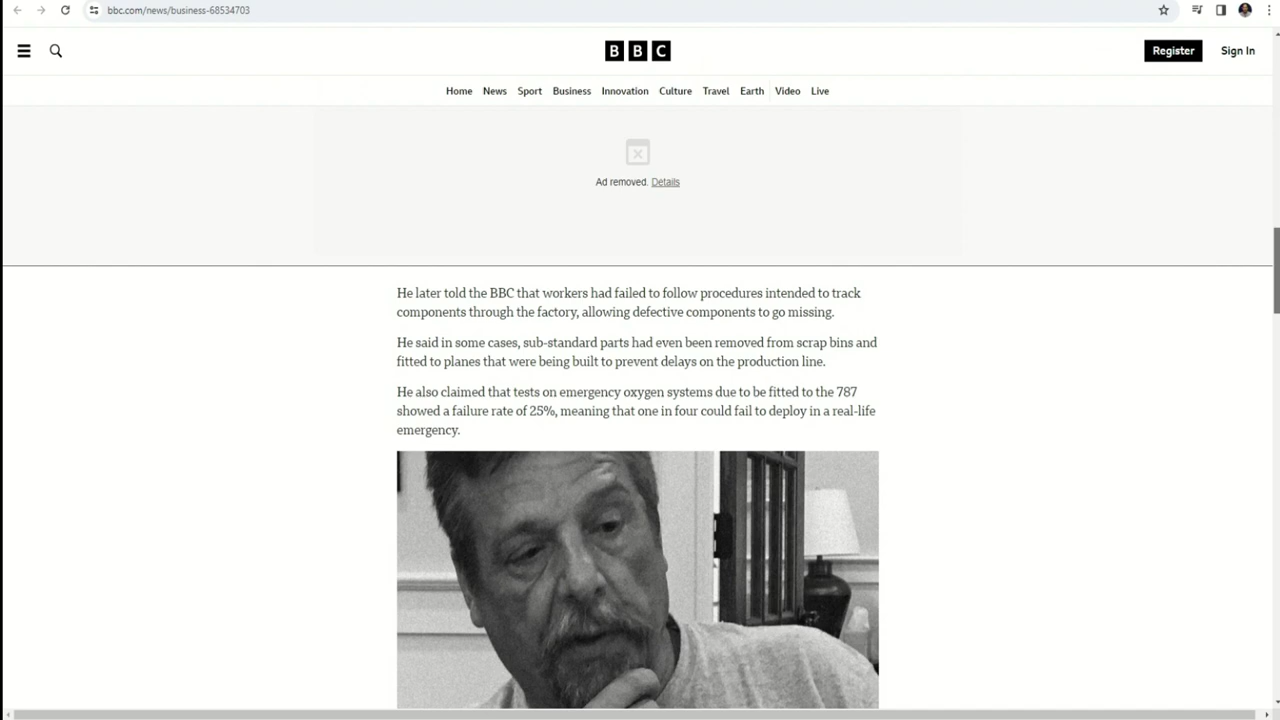 bbc.com/news/business-68534703
BBC
Register Sign In
Home News Sport Business Innovation Culture Travel Earth Video Live
Ad removed. Details
He later told the BBC that workers had failed to follow procedures intended to track
components through the factory, allowing defective components to go missing.
He said in some cases, sub-standard parts had even been removed from scrap bins and
fitted to planes that were being built to prevent delays on the production line.
He also claimed that tests on emergency oxygen systems due to be fitted to the 787
showed a failure rate of 25%, meaning that one in four could fail to deploy in a real-life
emergency.